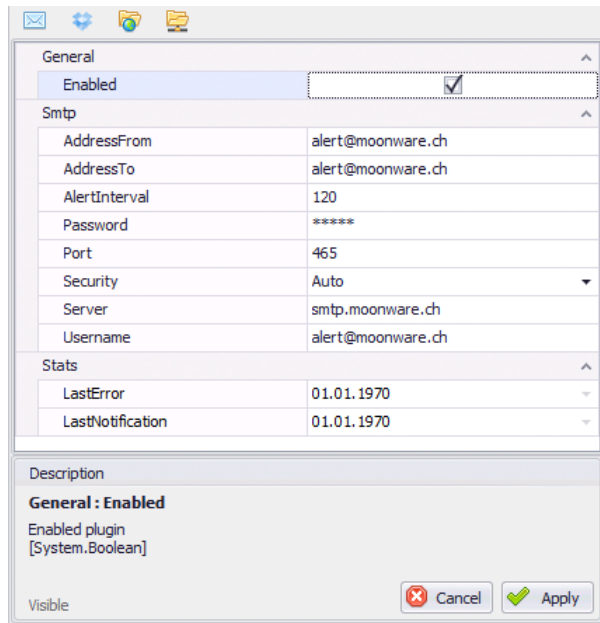 General
Enabled
Smtp
AddressFrom alert@moonware.ch
AddressTo alert@moonware.ch
AlertInterval 120
Password *****
Port 465
Security Auto
Server smtp.moonware.ch
Username alert@moonware.ch
Stats
LastError 01.01.1970
LastNotification 01.01.1970
Description
General : Enabled
Enabled plugin
[System.Boolean]
Visible Cancel Apply